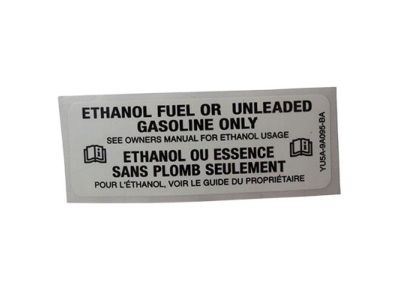 ETHANOL FUEL OR UNLEADED
GASOLINE ONLY
SEE OWNERS MANUAL FOR ETHANOL USAGE
ETHANOL OU ESSENCE
SANS PLOMB SEULEMENT
POUR L'ÉTHANOL, VOIR LE GUIDE DU PROPRIÉTAIRE
YU5A-9A095-BA